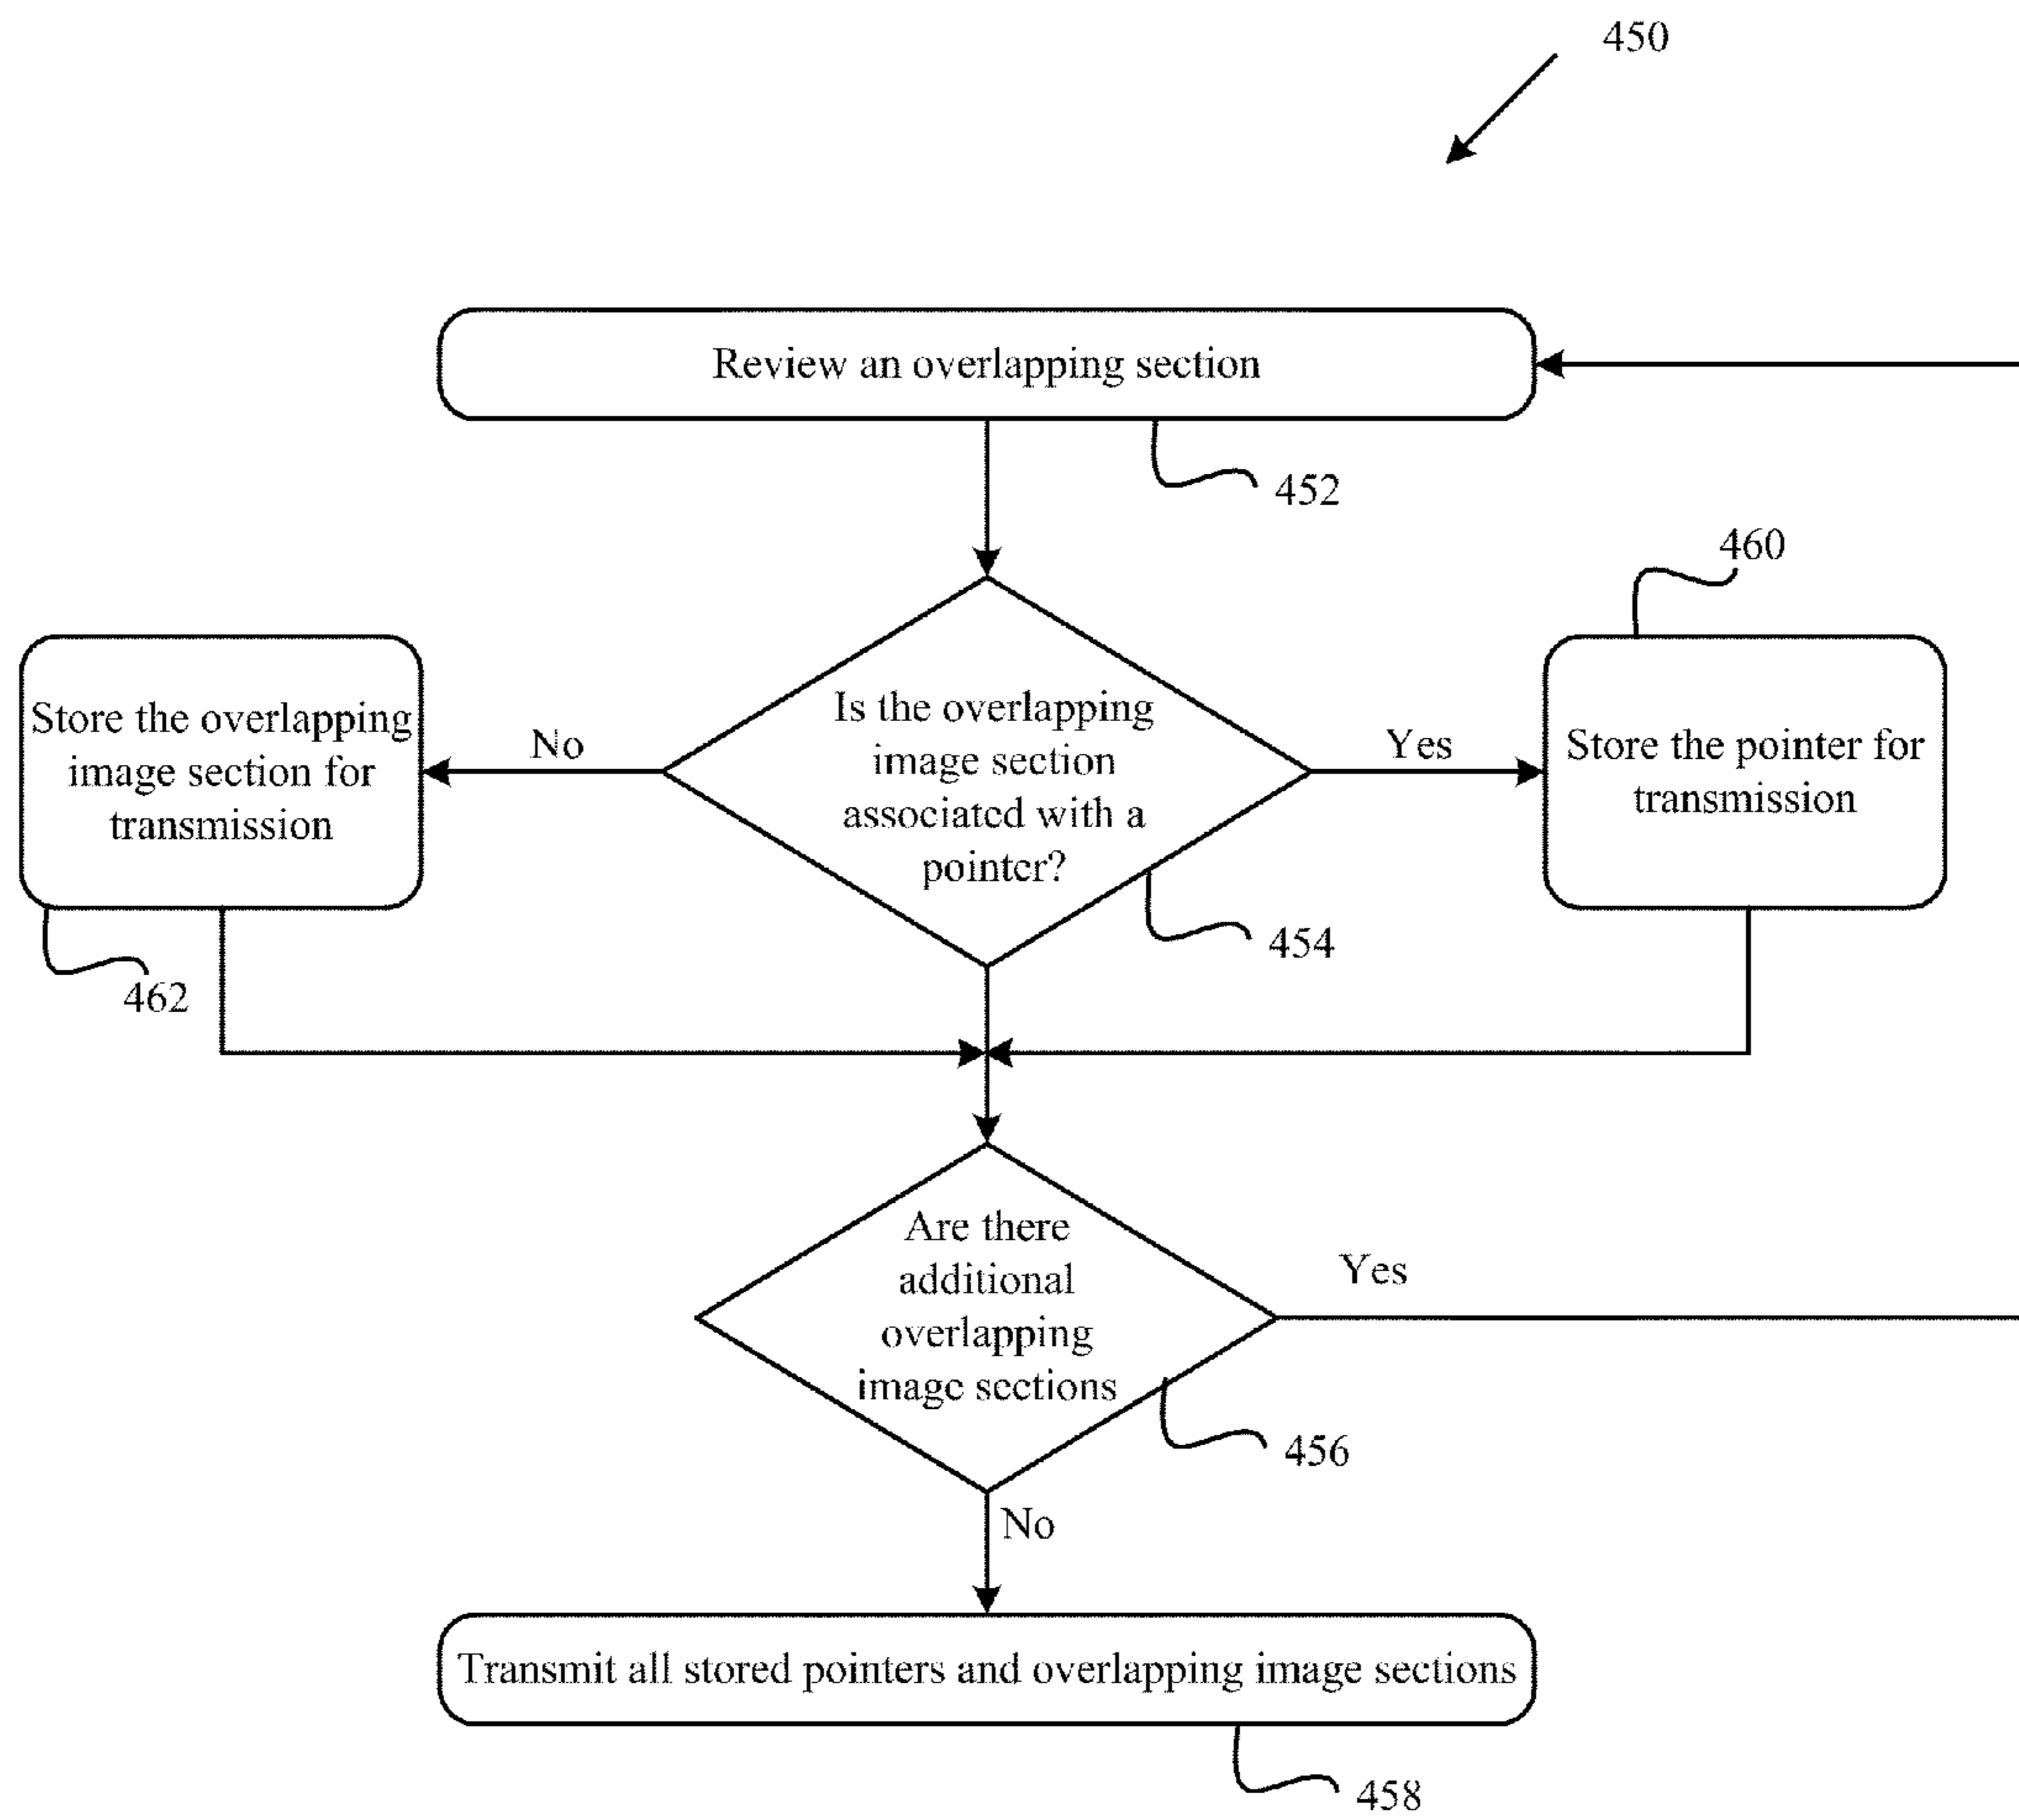 450
Review an overlapping section
452
460
Is the overlapping
image section
associated with a
pointer?
No
Yes
Store the overlapping
image section for
transmission
Store the pointer for
transmission
454
462
Are there
additional
overlapping
image sections
Yes
456
No
Transmit all stored pointers and overlapping image sections
458